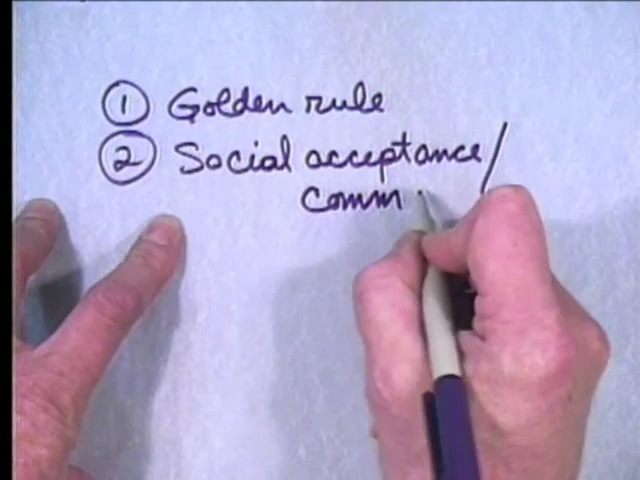 ① Golden rule
② Social acceptance/
comm